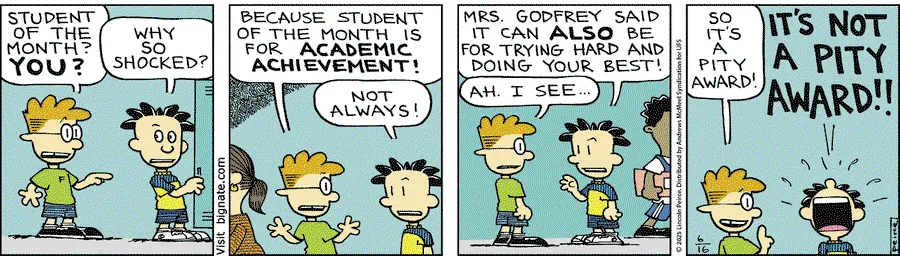 STUDENT
OF THE
MONTH?
YOU?
WHY
SO
SHOCKED?
F
Visit bignate.com
BECAUSE STUDENT
OF THE MONTH IS
FOR ACADEMIC
ACHIEVEMENT!
NOT
ALWAYS!
MRS. GODFREY SAID
IT CAN ALSO BE
FOR TRYING HARD AND
DOING YOUR BEST!
AH. I SEE...
© 2025 Lincoln Peirce. Distributed by Andrews McMeel Syndication for UFS
SO
IT'S
A
PITY
AWARD!
IT'S NOT
A PITY
AWARD!!
6
16
PEIRCE